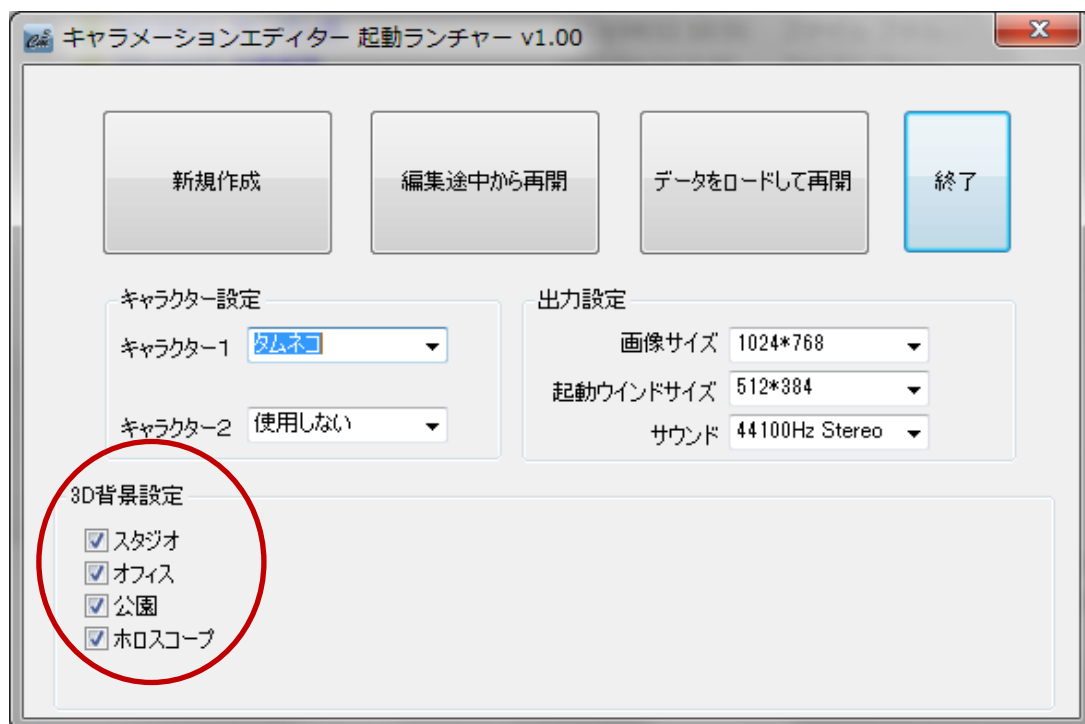 キャラメーションエディター 起動ランチャー v1.00
新規作成
編集途中から再開
データをロードして再開
終了
キャラクター設定
キャラクター1 タムネコ
キャラクター2 使用しない
出力設定
画像サイズ 1024*768
起動ウインドサイズ 512*384
サウンド 44100Hz Stereo
3D背景設定
スタジオ
オフィス
公園
ホロスコープ